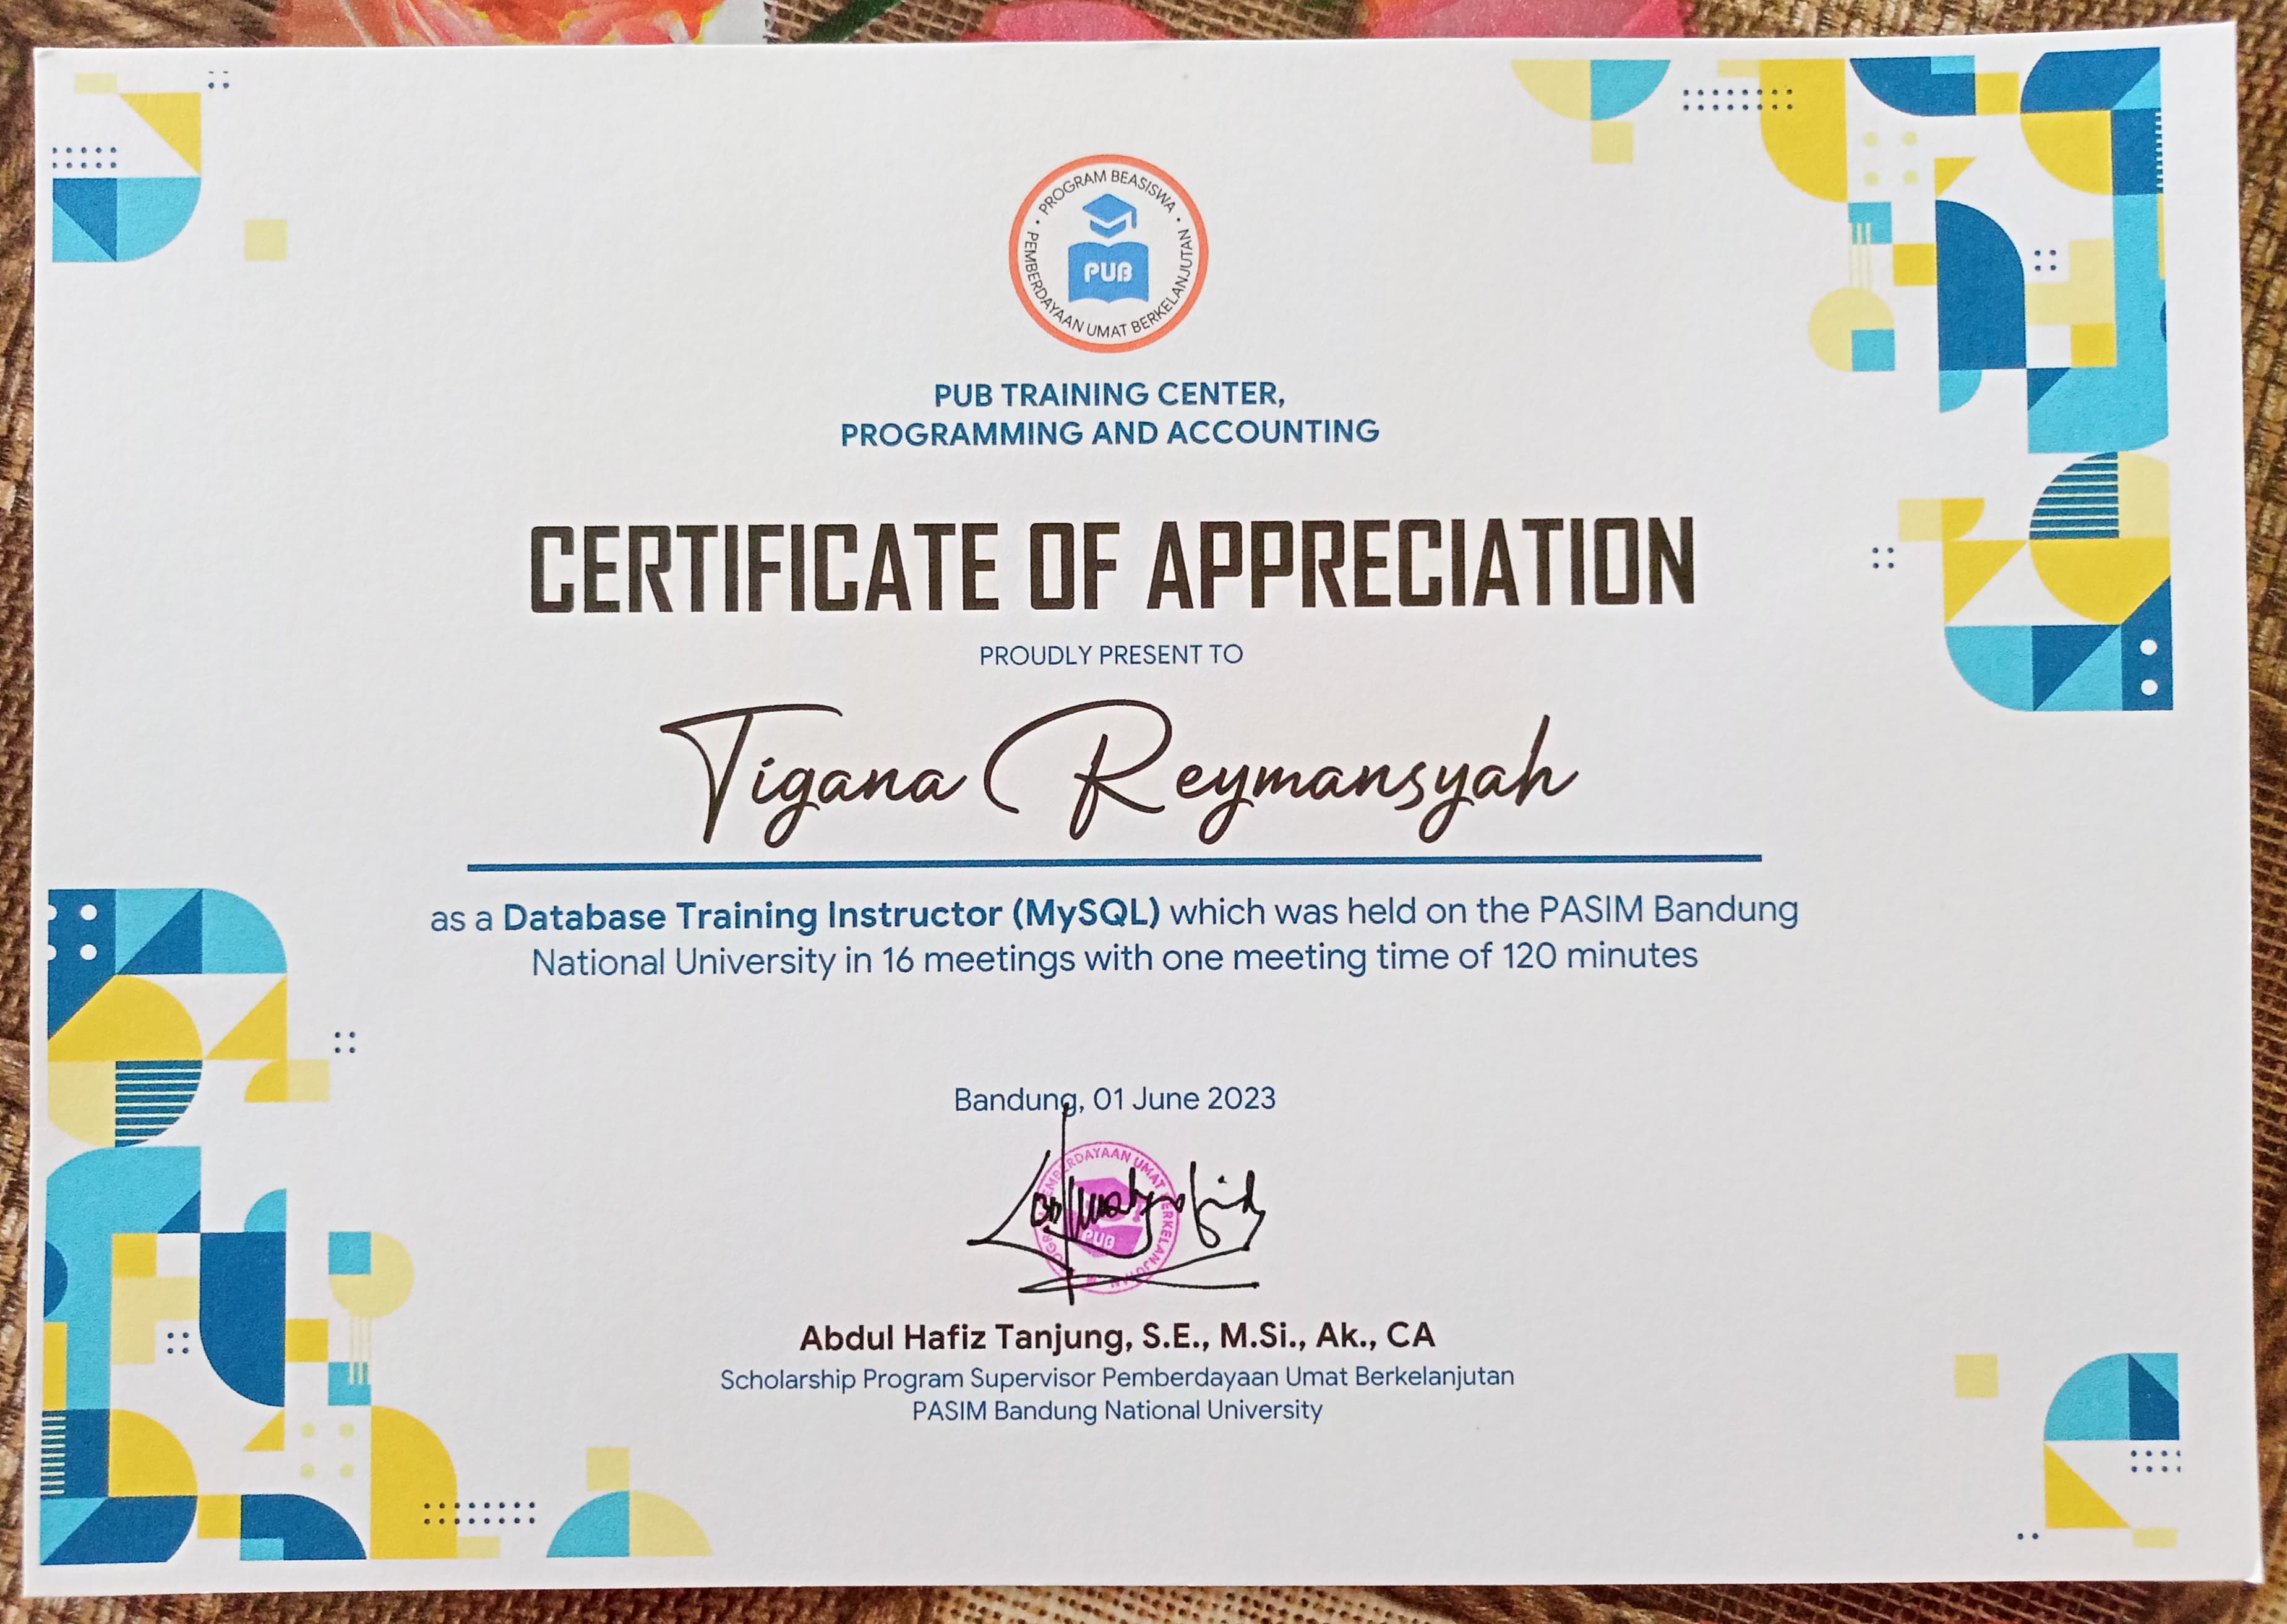 PROGRAM BEASISWA
PEMBERDAYAAN UMAT BERKELANJUTAN
PUB
PUB TRAINING CENTER,
PROGRAMMING AND ACCOUNTING
CERTIFICATE OF APPRECIATION
PROUDLY PRESENT TO
Tigana Reymansyah
as a Database Training Instructor (MySQL) which was held on the PASIM Bandung
National University in 16 meetings with one meeting time of 120 minutes
Bandung, 01 June 2023
UMAT
PUB
Abdul Hafiz Tanjung, S.E., M.Si., Ak., CA
Scholarship Program Supervisor Pemberdayaan Umat Berkelanjutan
PASIM Bandung National University